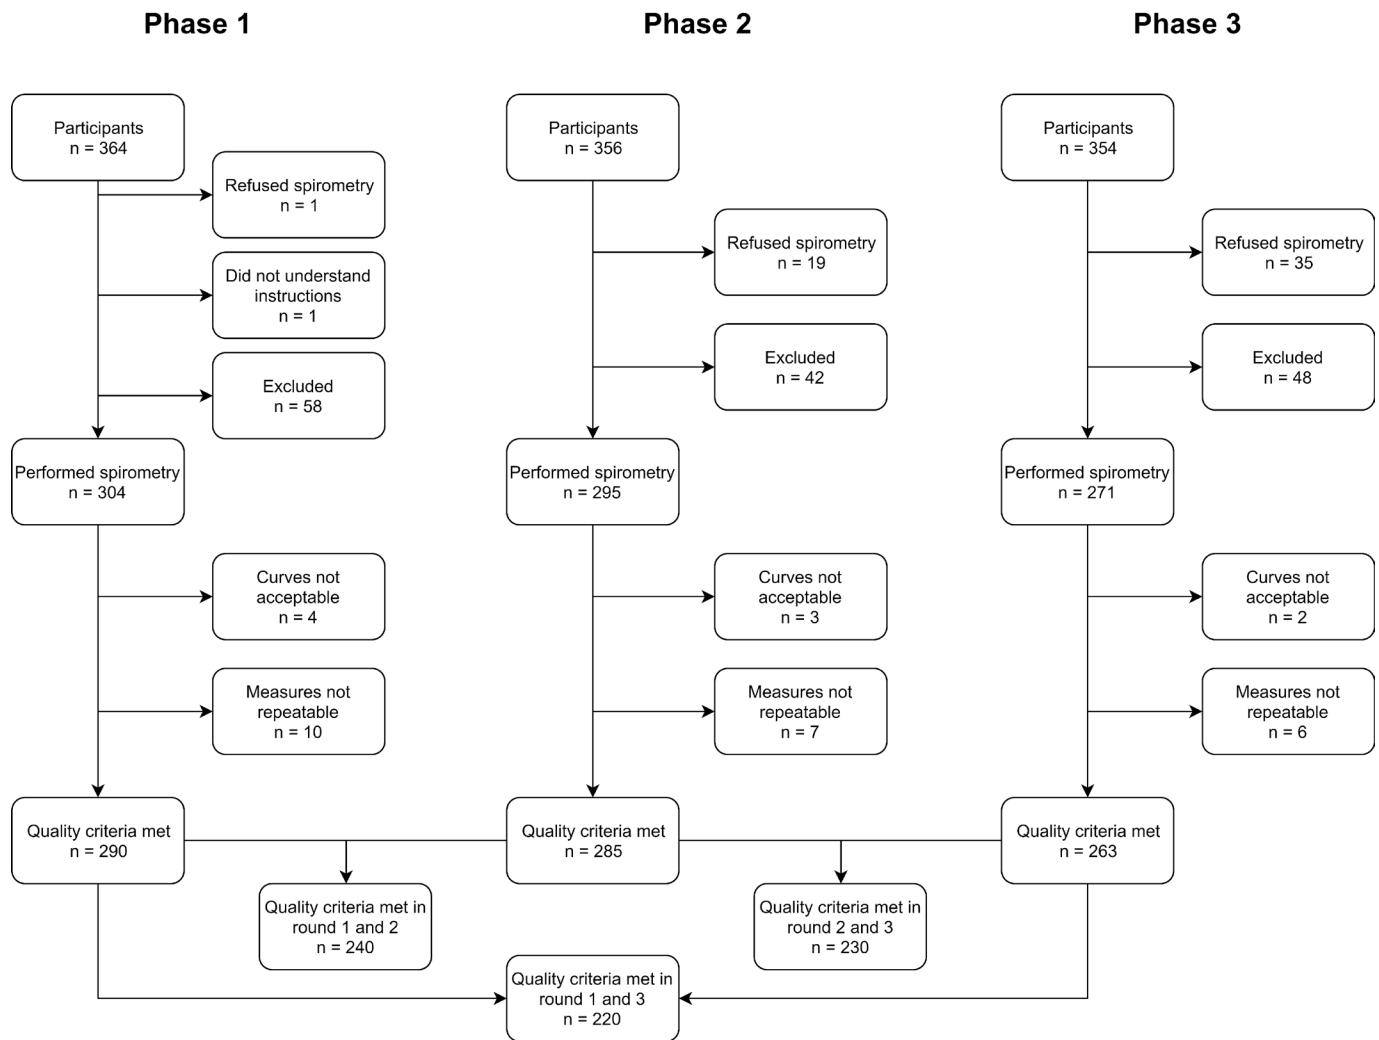 Phase 1
Phase 2
Phase 3
Participants
n = 364
Refused spirometry
n = 1
Did not understand
instructions
n = 1
Excluded
n = 58
Performed spirometry
n = 304
Curves not
acceptable
n = 4
Measures not
repeatable
n = 10
Quality criteria met
n = 290
Participants
n = 356
Refused spirometry
n = 19
Excluded
n = 42
Performed spirometry
n = 295
Curves not
acceptable
n = 3
Measures not
repeatable
n = 7
Quality criteria met
n = 285
Participants
n = 354
Refused spirometry
n = 35
Excluded
n = 48
Performed spirometry
n = 271
Curves not
acceptable
n = 2
Measures not
repeatable
n = 6
Quality criteria met
n = 263
Quality criteria met in
round 1 and 2
n = 240
Quality criteria met in
round 2 and 3
n = 230
Quality criteria met in
round 1 and 3
n = 220